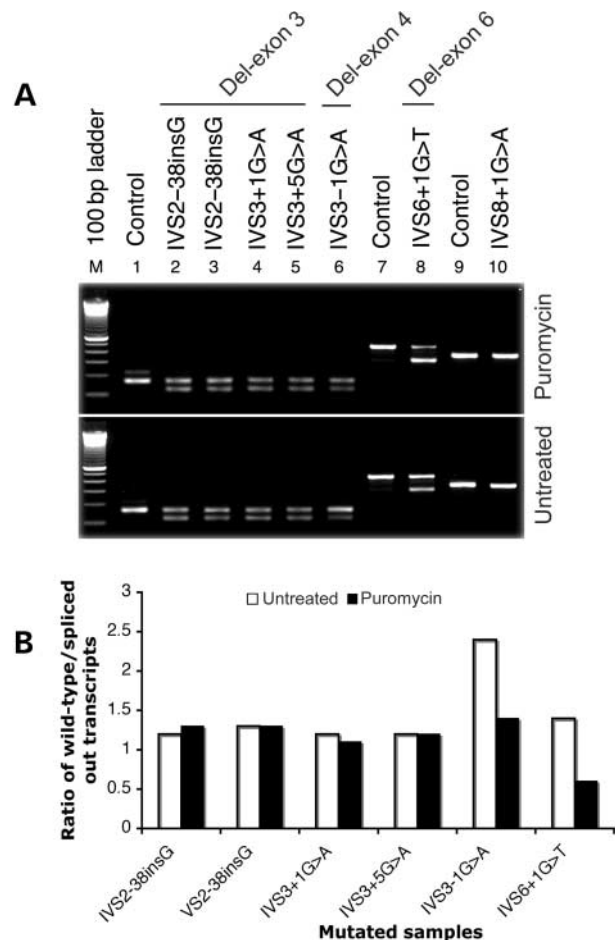 A
Del-exon 3
Del-exon 4
Del-exon 6
100 bp ladder
Control
IVS2–38insG
IVS2–38insG
IVS3+1G>A
IVS3+5G>A
IVS3–1G>A
Control
IVS6+1G>T
Control
IVS8+1G>A
M 1 2 3 4 5 6 7 8 9 10
Puromycin
Untreated
B
Untreated Puromycin
Ratio of wild-type/spliced
out transcripts
3
2.5
2
1.5
1
0.5
0
IVS2-38insG
VS2-38insG
IVS3+1G>A
IVS3+5G>A
IVS3-1G>A
IVS6+1G>T
Mutated samples